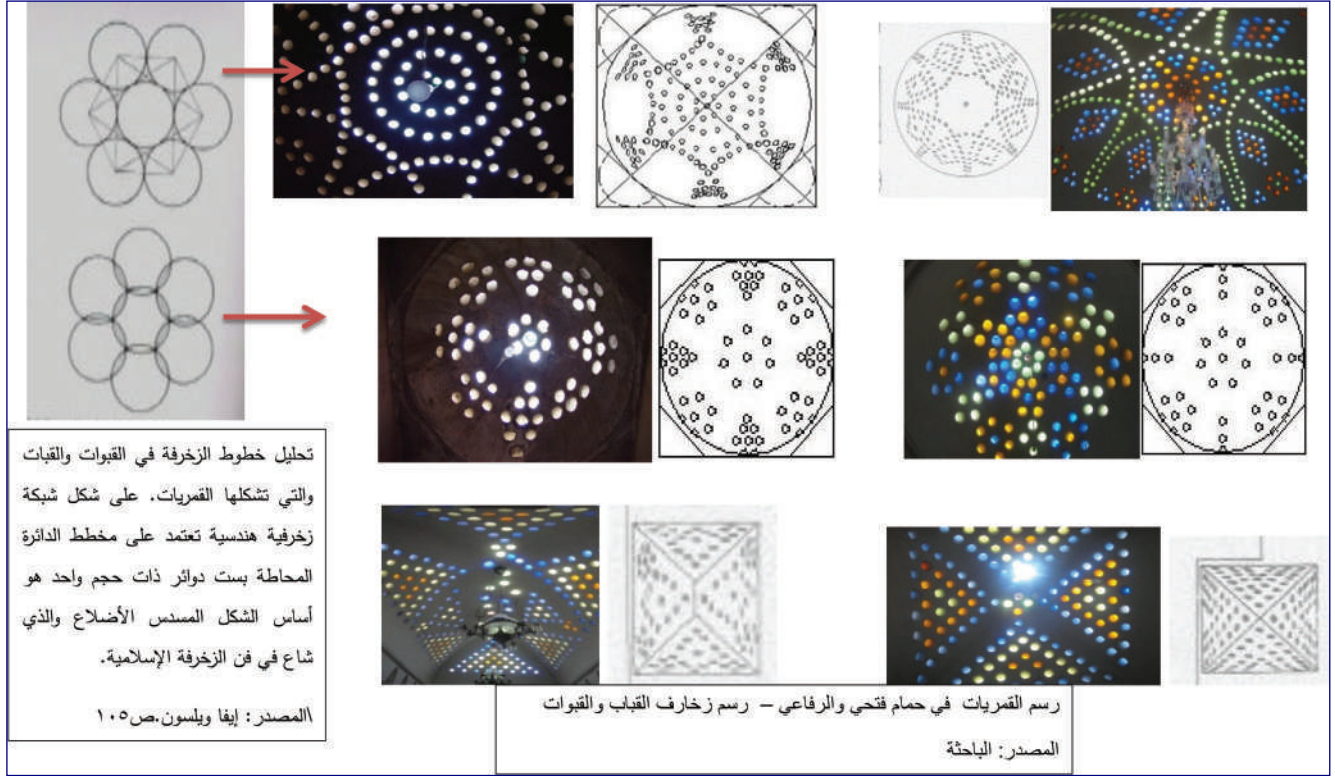 تحليل خطوط الزخرفة في القبوات والقبات
والتي تشكلها القمريات. على شكل شبكة
زخرفية هندسية تعتمد على مخطط الدائرة
المحاطة بست دوائر ذات حجم واحد هو
أساس الشكل المسدس الأضلاع والذي
شاع في فن الزخرفة الإسلامية.
\المصدر: إيفا ويلسون.ص١٠٥
رسم القمريات في حمام فتحي والرفاعي – رسم زخارف القباب والقبوات
المصدر: الباحثة